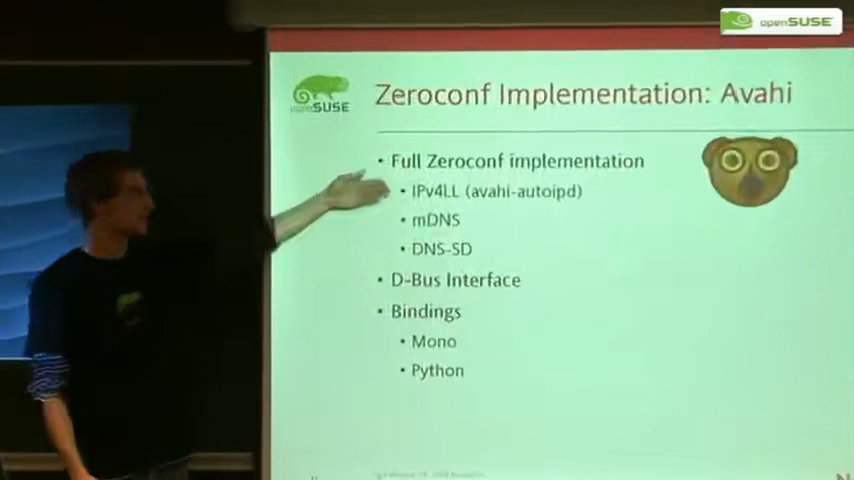 openSUSE
openSUSE
Zeroconf Implementation: Avahi
• Full Zeroconf implementation
• IPv4LL (avahi-autoipd)
• mDNS
• DNS-SD
• D-Bus Interface
• Bindings
• Mono
• Python